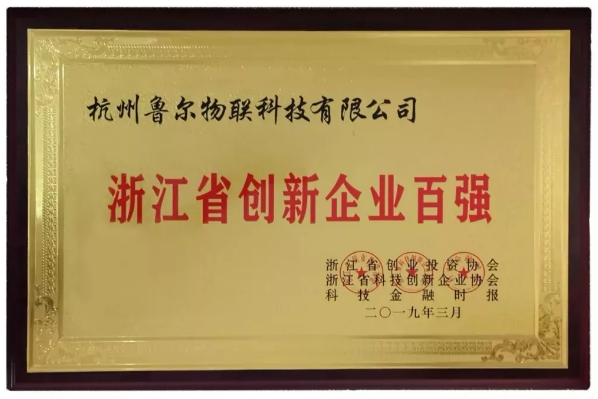 杭州鲁尔物联科技有限公司
浙江省创新企业百强
浙江省创业投资协会
浙江省科技创新企业协会
科技金融时报
二〇一九年三月